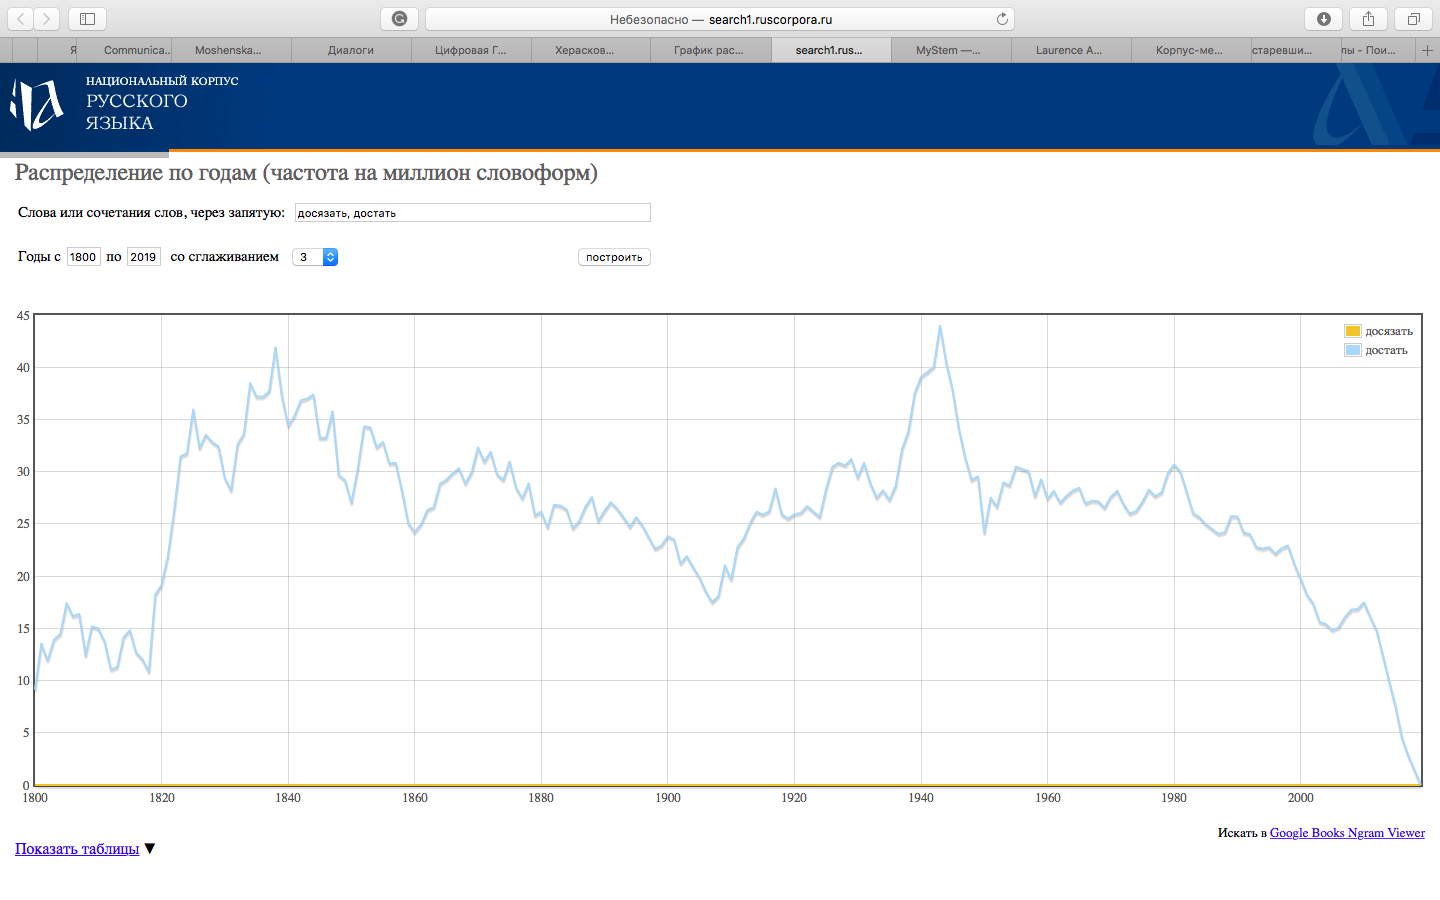 Небезопасно — search1.ruscorpora.ru
Я Communica... Moshenska... Диалоги Цифровая Г... Херасков... График рас... search1.rus... MyStem —... Laurence A... Корпус-ме... старевши... лы - Пои...
НАЦИОНАЛЬНЫЙ КОРПУС
РУССКОГО
ЯЗЫКА
Распределение по годам (частота на миллион словоформ)
Слова или сочетания слов, через запятую: досязать, достать
Годы с 1800 по 2019 со сглаживанием 3 построить
45
досязать
достать
40
35
30
25
20
15
10
5
0
1800 1820 1840 1860 1880 1900 1920 1940 1960 1980 2000
Искать в Google Books Ngram Viewer
Показать таблицы ▼